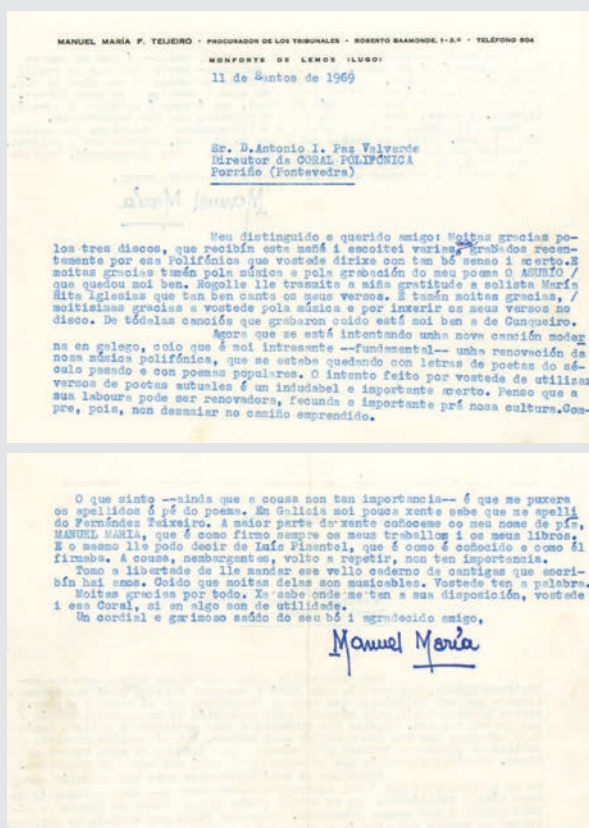 MANUEL MARÍA F. TEIJEIRO - PROCURADOR DE LOS TRIBUNALES - ROBERTO BAAMONDE, 1-3.º - TELÉFONO 504
MONFORTE DE LEMOS (LUGO)
11 de Santos de 1969
Sr. D.Antonio I. Paz Valverde
Direutor da CORAL POLIFÓNICA
Porriño (Pontevedra)
Meu distinguido e querido amigo: Moitas gracias po-
los tres discos, que recibín esta mañá i escoitei varias, grabados recen-
temente por esa Polifónica que vostede dirixe con tan bó senso i acerto.E
moitas gracias tamén pola música e pola grabación do meu poema O ASUBIO /
que quedou moi ben. Rógolle lle trasmita a miña gratitude a solista María
Rita Iglesias que tan ben canta os meus versos. E tamén moitas gracias, /
moitísimas gracias a vostede pola música e por inxerir os meus versos no
disco. De tódalas canciós que grabaron coido está moi ben a de Cunqueiro.
Agora que se está intentando unha nova canción moder
na en galego, coio que é moi intresante --fundamental-- unha renovación da
nosa música polifónica, que se estaba quedando con letras de poetas do sé-
culo pasado e con poemas populares. O intento feito por vostede de utilizar
versos de poetas autuales é un indudabel e importante acerto. Penso que a
sua laboura pode ser renovadora, fecunda e importante prá nosa cultura.Com-
pre, pois, non desmaiar no camiño emprendido.
O que sinto --ainda que a cousa non ten importancia-- é que me puxera
os apellidos ó pé do poema. En Galicia moi pouca xente sabe que me apelli
do Fernández Teixeiro. A maior parte da xente coñoceme co meu nome de pía,
MANUEL MARIA, que é como firmo sempre os meus traballos i os meus libros.
E o mesmo lle podo decir de Luís Pimentel, que é como é coñocido e como él
firmaba. A cousa, nembargantes, volto a repetir, non ten importancia.
Tomo a libertade de lle mandar ese vello caderno de cantigas que escri-
bín hai anos. Coido que moitas delas son musicables. Vostede ten a palabra.
Moitas gracias por todo. Xa sabe onde me ten a sua disposición, vostede
i esa Coral, si en algo son de utilidade.
Un cordial e garimoso saúdo do seu bó i agradecido amigo,
Manuel María